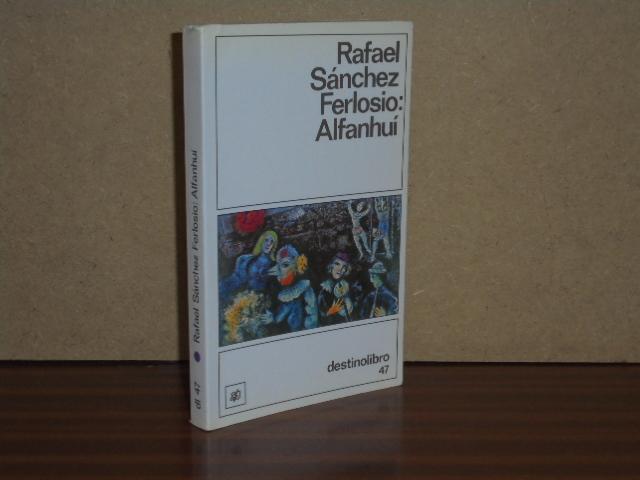 Rafael
Sánchez
Ferlosio:
Alfanhuí
destinolibro
47
dl 47 Rafael Sánchez Ferlosio: Alfanhuí